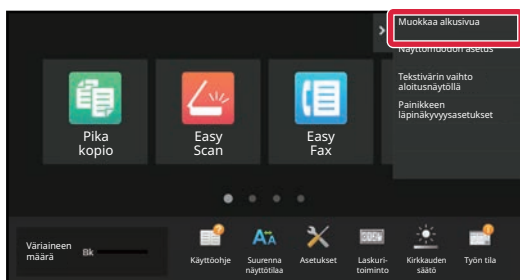 Muokkaa alkusivua
Näyttömuodon asetus
Tekstivärin vaihto
aloitusnäytöllä
Painikkeen
läpinäkyvyysasetukset
Pika
kopio
Easy
Scan
Easy
Fax
Väriaineen
määrä
Bk
Käyttöohje
Suurenna
näyttötilaa
Asetukset
Laskuri-
toiminto
Kirkkauden
säätö
Työn tila